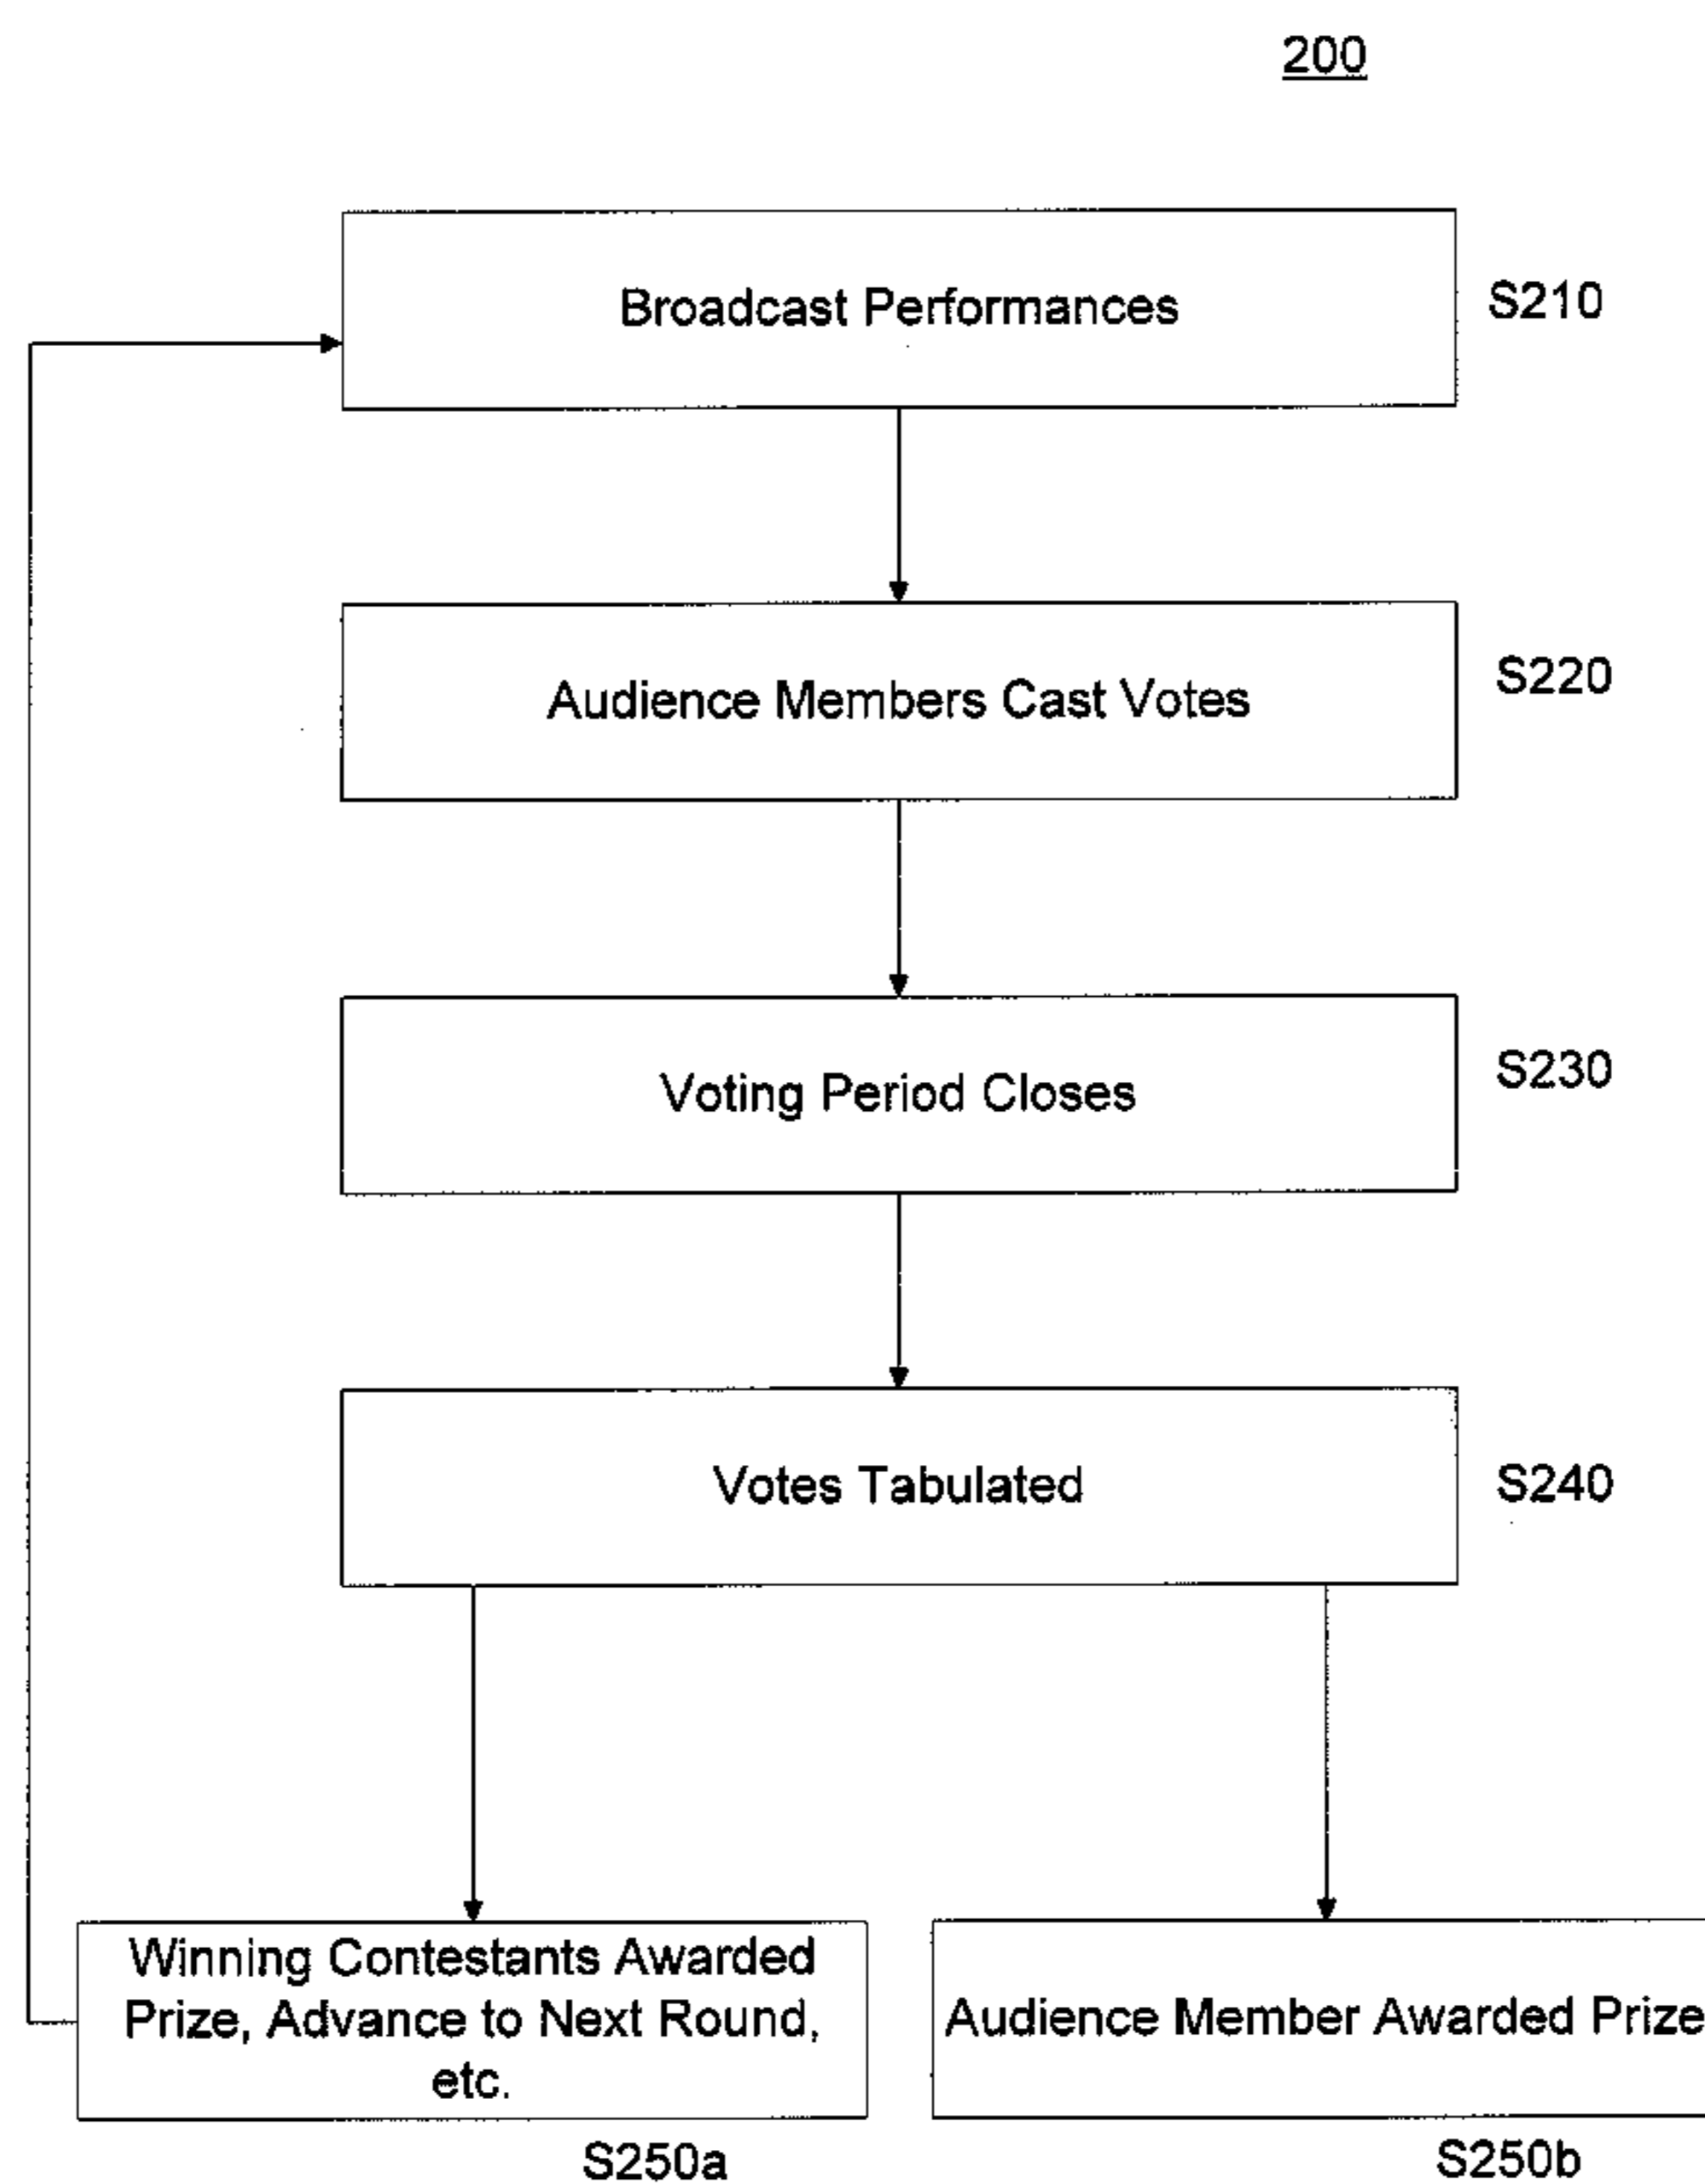 200
Broadcast Performances
S210
Audience Members Cast Votes
S220
Voting Period Closes
S230
Votes Tabulated
S240
Winning Contestants Awarded
Prize, Advance to Next Round,
etc.
S250a
Audience Member Awarded Prize
S250b